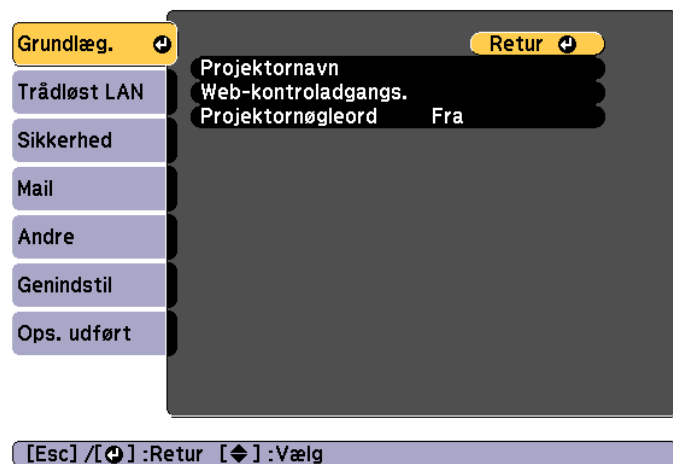 Grundlæg.
Retur
Projektornavn
Trådløst LAN
Web-kontroladgangs.
Projektornøgleord Fra
Sikkerhed
Mail
Andre
Genindstil
Ops. udført
[Esc] /[⏎] :Retur [◆] :Vælg